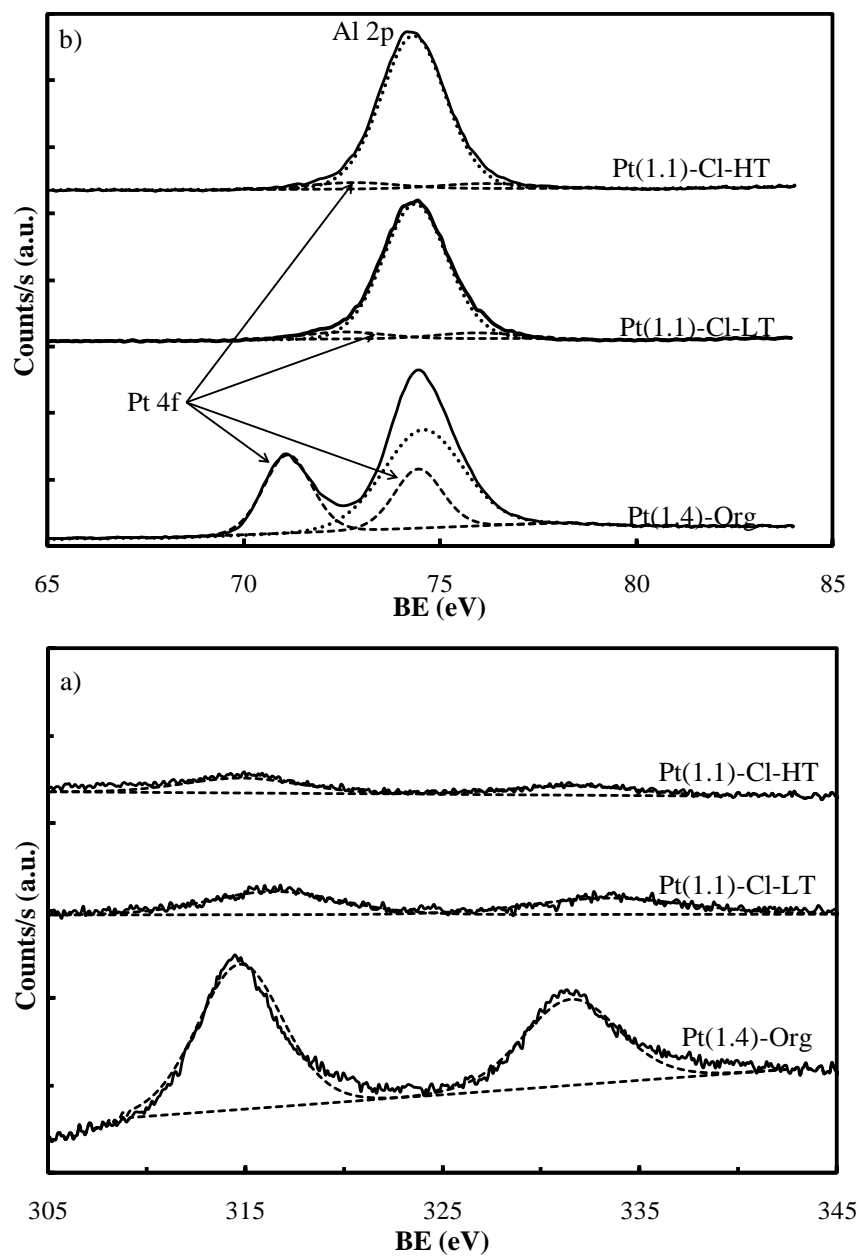 b)
Al 2p
Pt(1.1)-Cl-HT
Pt(1.1)-Cl-LT
Pt 4f
Pt(1.4)-Org
Counts/s (a.u.)
65 70 75 80 85
BE (eV)
a)
Pt(1.1)-Cl-HT
Pt(1.1)-Cl-LT
Pt(1.4)-Org
Counts/s (a.u.)
305 315 325 335 345
BE (eV)